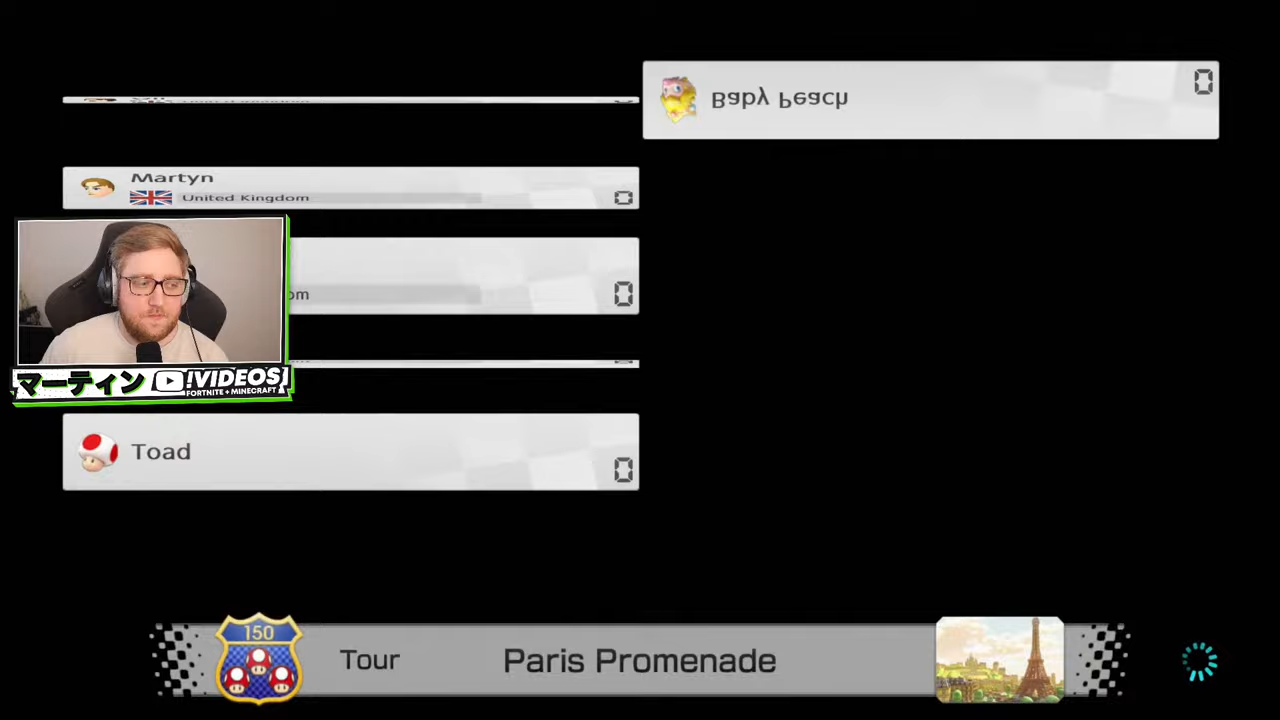 Martyn
United Kingdom
0
0
Toad
0
Baby Peach
0
マーティン
!VIDEOS
FORTNITE + MINECRAFT
150
Tour
Paris Promenade